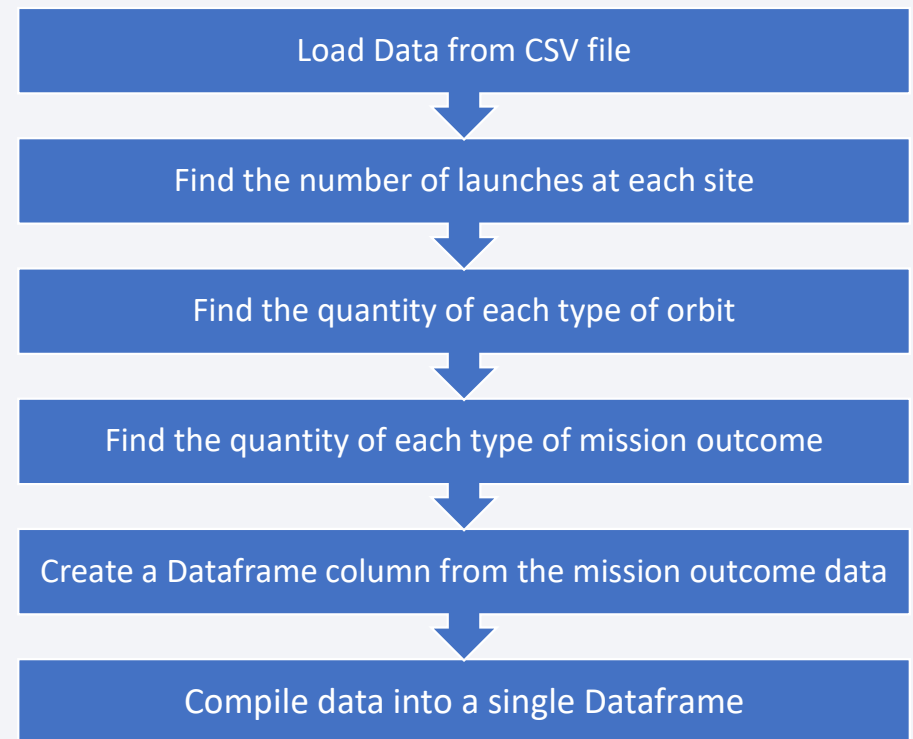 Load Data from CSV file
Find the number of launches at each site
Find the quantity of each type of orbit
Find the quantity of each type of mission outcome
Create a Dataframe column from the mission outcome data
Compile data into a single Dataframe